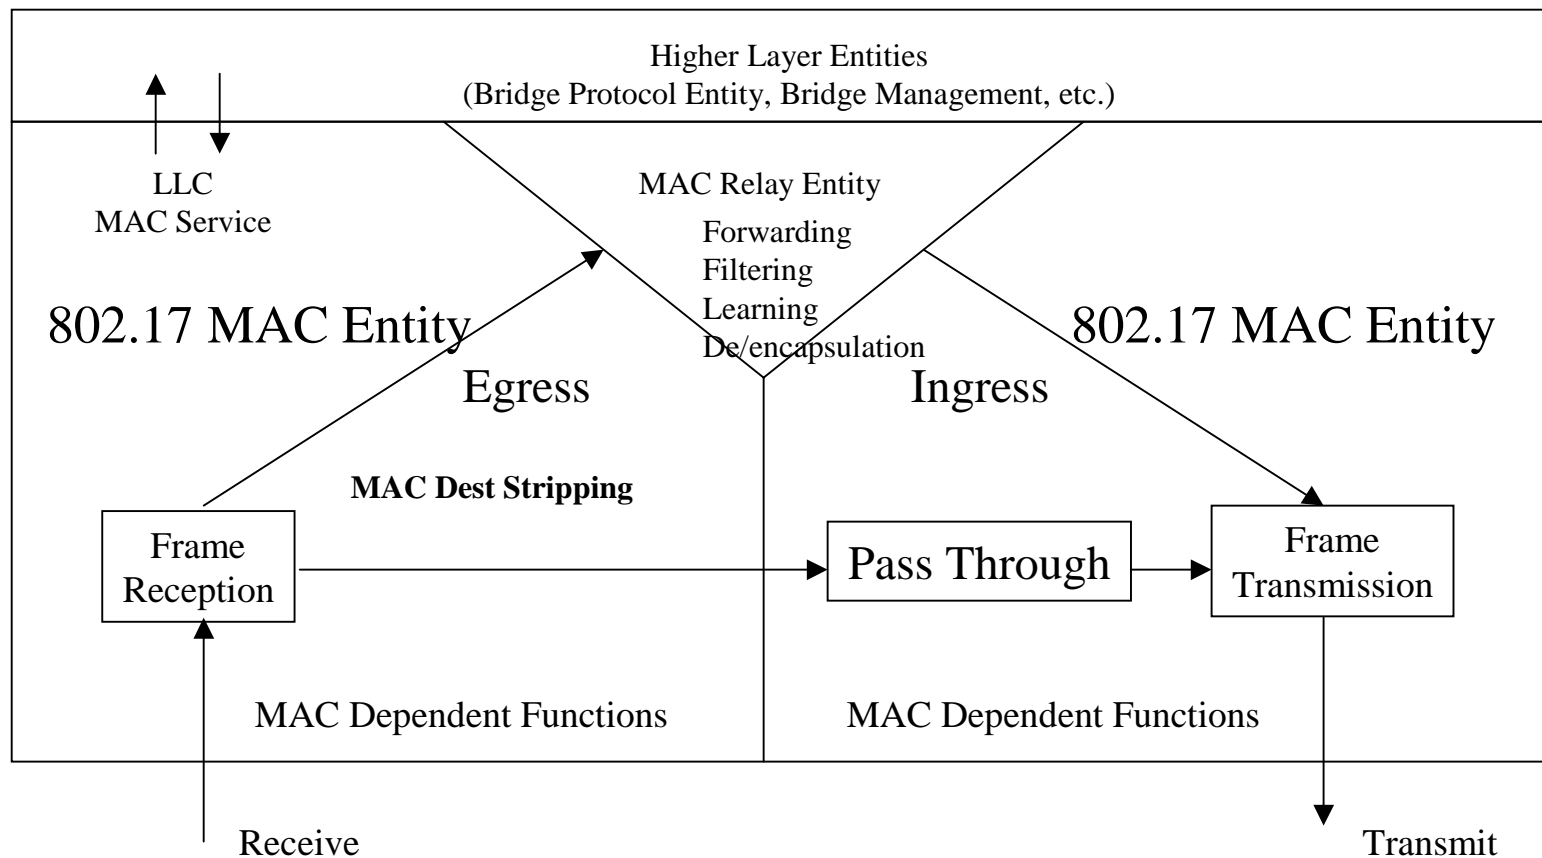 Higher Layer Entities
(Bridge Protocol Entity, Bridge Management, etc.)
LLC
MAC Service
MAC Relay Entity
Forwarding
Filtering
Learning
De/encapsulation
802.17 MAC Entity
802.17 MAC Entity
Egress
Ingress
MAC Dest Stripping
Frame
Reception
Pass Through
Frame
Transmission
MAC Dependent Functions
MAC Dependent Functions
Receive
Transmit